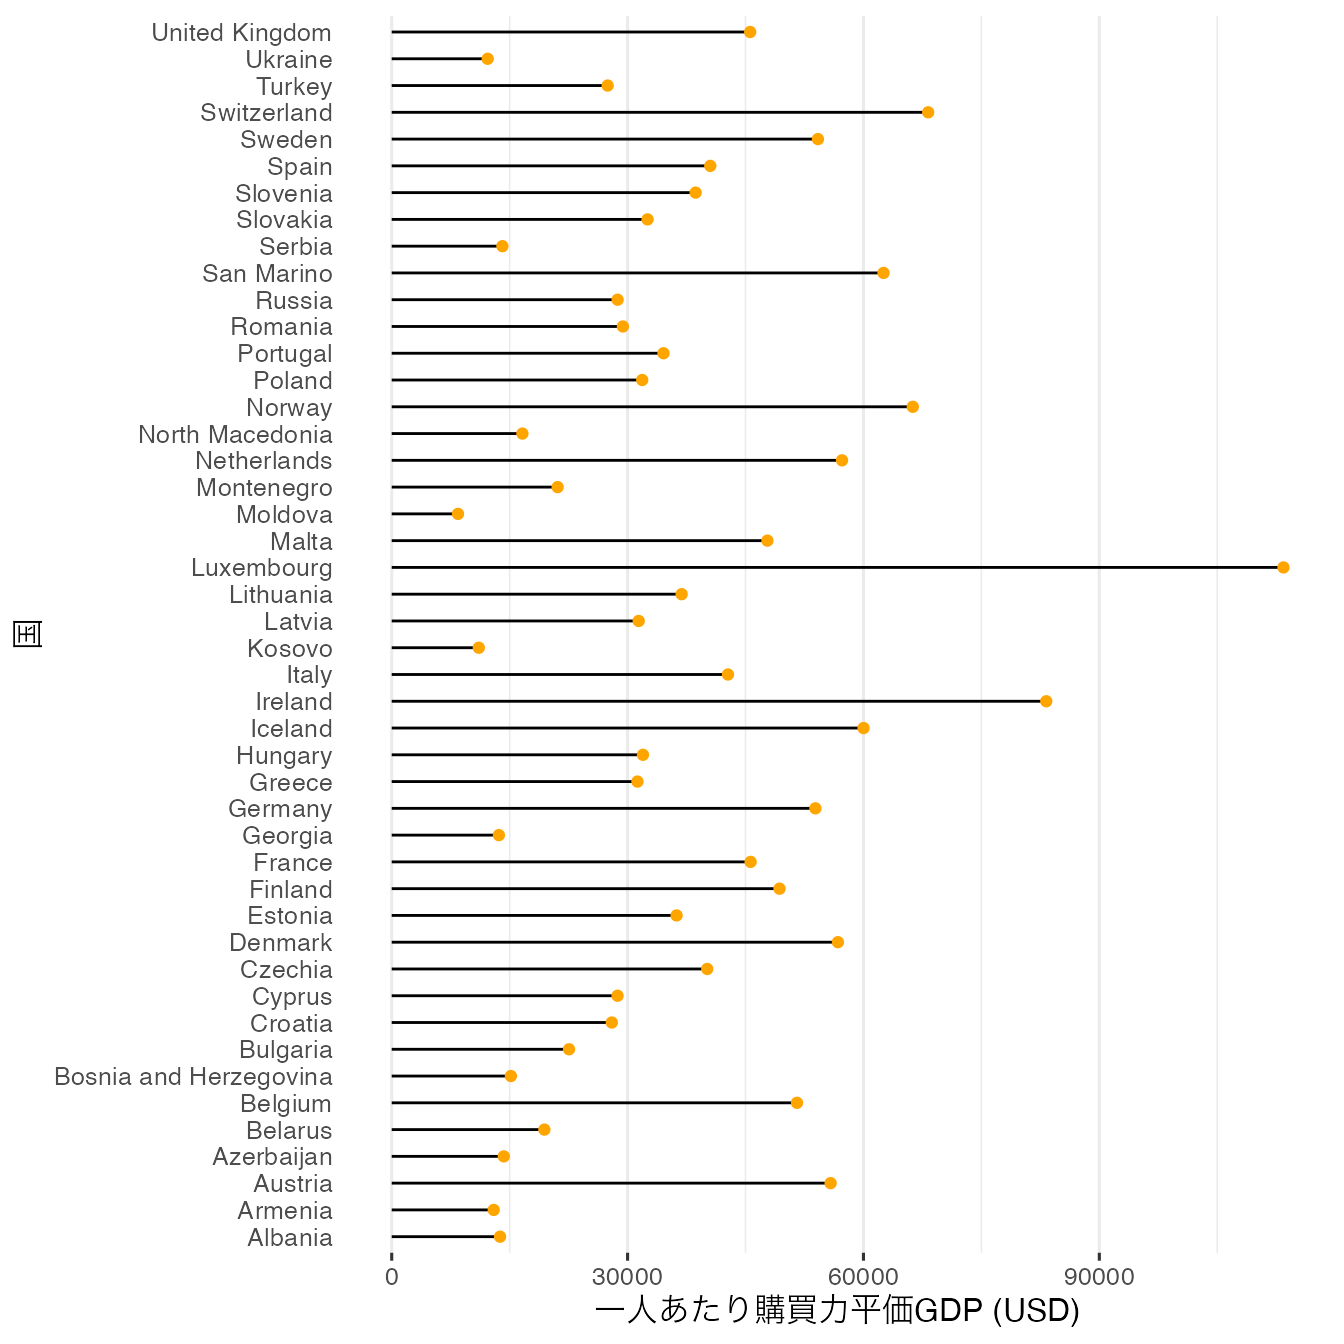 United Kingdom
Ukraine
Turkey
Switzerland
Sweden
Spain
Slovenia
Slovakia
Serbia
San Marino
Russia
Romania
Portugal
Poland
Norway
North Macedonia
Netherlands
Montenegro
Moldova
Malta
Luxembourg
Lithuania
Latvia
Kosovo
Italy
Ireland
Iceland
Hungary
Greece
Germany
Georgia
France
Finland
Estonia
Denmark
Czechia
Cyprus
Croatia
Bulgaria
Bosnia and Herzegovina
Belgium
Belarus
Azerbaijan
Austria
Armenia
Albania
国
0 30000 60000 90000
一人あたり購買力平価GDP (USD)